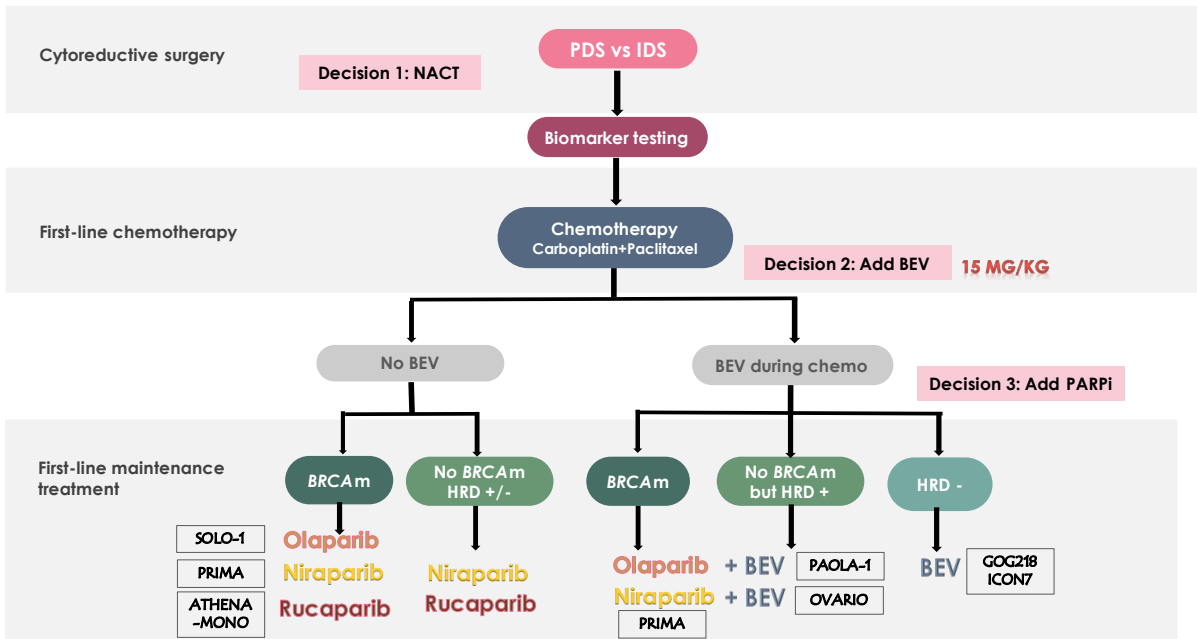 Cytoreductive surgery
PDS vs IDS
Decision 1: NACT
Biomarker testing
First-line chemotherapy
Chemotherapy
Carboplatin+Paclitaxel
Decision 2: Add BEV
15 MG/KG
No BEV
BEV during chemo
Decision 3: Add PARPi
First-line maintenance
treatment
BRCAm
No BRCAm
HRD +/-
BRCAm
No BRCAm
but HRD +
HRD -
SOLO-1
Olaparib
PRIMA
Niraparib
Niraparib
ATHENA
-MONO
Rucaparib
Rucaparib
Olaparib + BEV
PAOLA-1
Niraparib + BEV
OVARIO
PRIMA
BEV
GOG218
ICON7